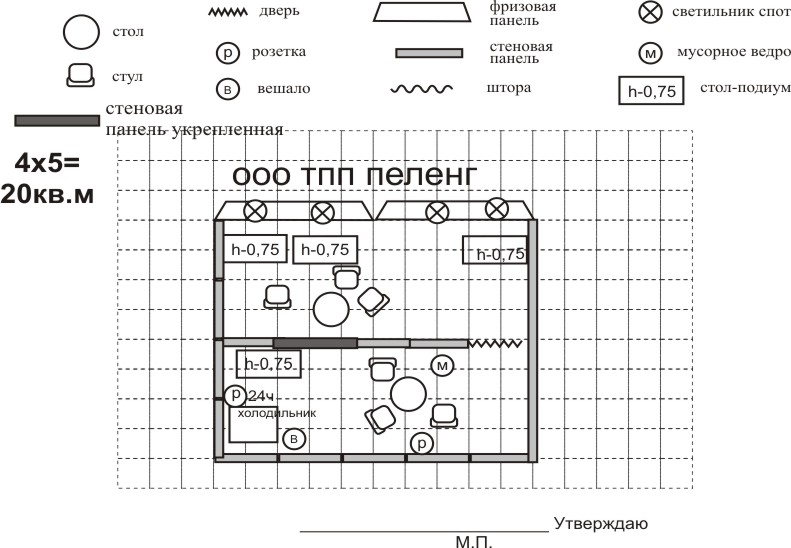 стол
стул
стеновая
панель укрепленная
дверь
розетка
р
вешало
в
фризовая
панель
стеновая
панель
штора
светильник спот
мусорное ведро
м
стол-подиум
h-0,75
4х5=
20кв.м
ооо тпп пеленг
h-0,75
h-0,75
h-0,75
h-0,75
м
р
24ч
холодильник
в
р
Утверждаю
М.П.